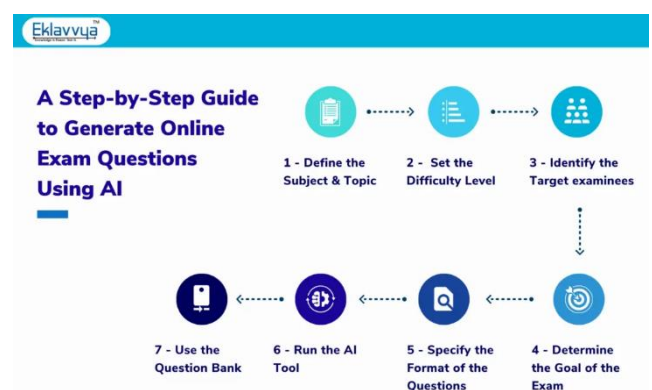 Eklavvya™
A Step-by-Step Guide
to Generate Online
Exam Questions
Using AI
1 - Define the
Subject & Topic
2 - Set the
Difficulty Level
3 - Identify the
Target examinees
4 - Determine
the Goal of the
Exam
5 - Specify the
Format of the
Questions
6 - Run the AI
Tool
7 - Use the
Question Bank